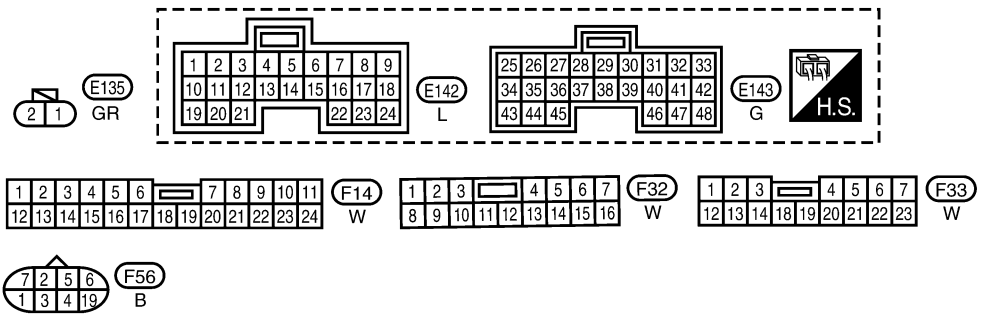 1 2 3 4 5 6 7 8 9
10 11 12 13 14 15 16 17 18
19 20 21 22 23 24
E142
L
25 26 27 28 29 30 31 32 33
34 35 36 37 38 39 40 41 42
43 44 45 46 47 48
E143
G
H.S.
2 1
E135
GR
1 2 3 4 5 6 7 8 9 10 11
12 13 14 15 16 17 18 19 20 21 22 23 24
F14
W
1 2 3 4 5 6 7
8 9 10 11 12 13 14 15 16
F32
W
1 2 3 4 5 6 7
12 13 14 18 19 20 21 22 23
F33
W
7 2 5 6
1 3 4 19
F56
B